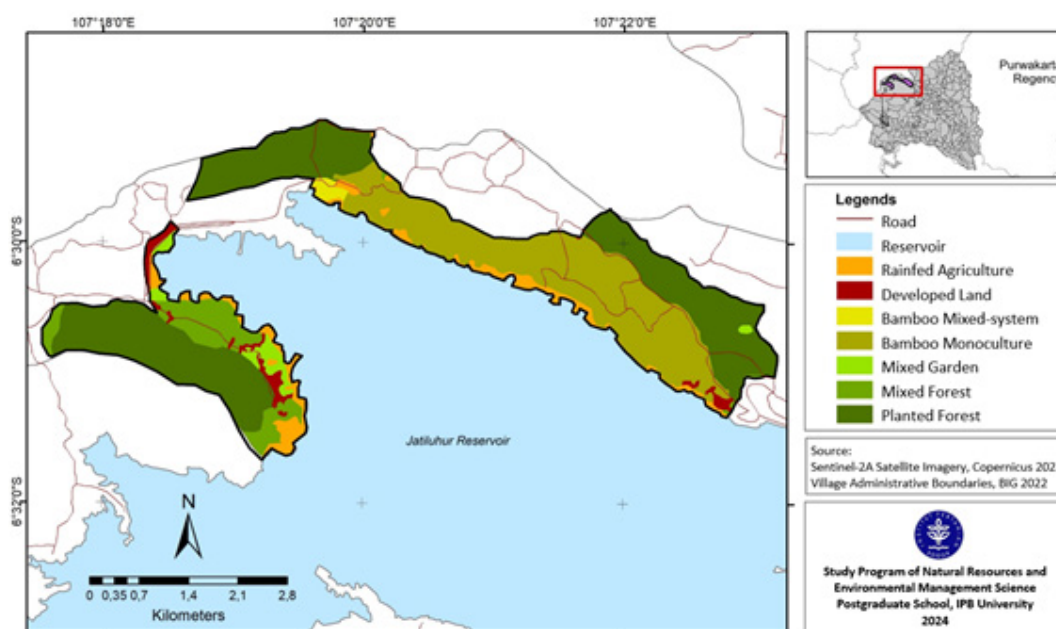 107°18'0"E 107°20'0"E 107°22'0"E
6°30'0"S
6°32'0"S
Jatiluhur Reservoir
N
0 0,35 0,7 1,4 2,1 2,8
Kilometers
Purwakarta
Regency
Legends
Road
Reservoir
Rainfed Agriculture
Developed Land
Bamboo Mixed-system
Bamboo Monoculture
Mixed Garden
Mixed Forest
Planted Forest
Source:
Sentinel-2A Satellite Imagery, Copernicus 202
Village Administrative Boundaries, BIG 2022
Study Program of Natural Resources and
Environmental Management Science
Postgraduate School, IPB University
2024